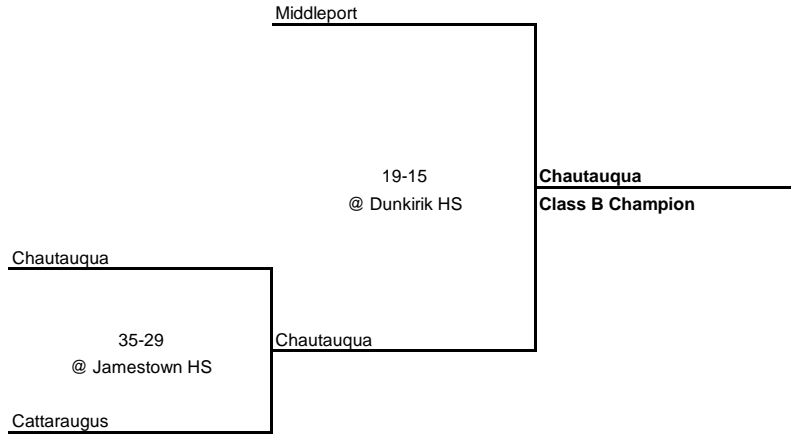 Middleport
19-15
@ Dunkirik HS
Chautauqua
Class B Champion
Chautauqua
35-29
@ Jamestown HS
Chautauqua
Cattaraugus